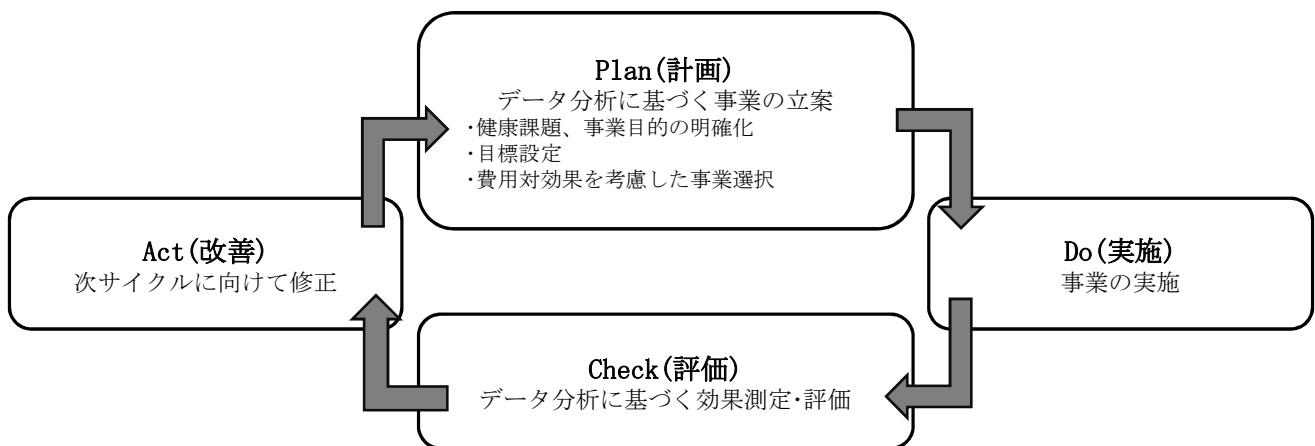 Plan(計画)
データ分析に基づく事業の立案
･健康課題、事業目的の明確化
･目標設定
･費用対効果を考慮した事業選択
Act(改善)
次サイクルに向けて修正
Do(実施)
事業の実施
Check(評価)
データ分析に基づく効果測定･評価